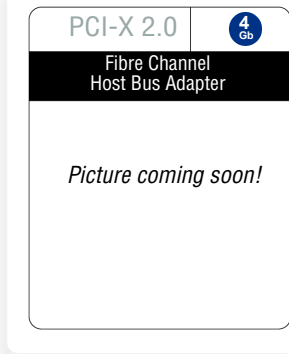 PCI-X 2.0
4
Gb
Fibre Channel
Host Bus Adapter
Picture coming soon!